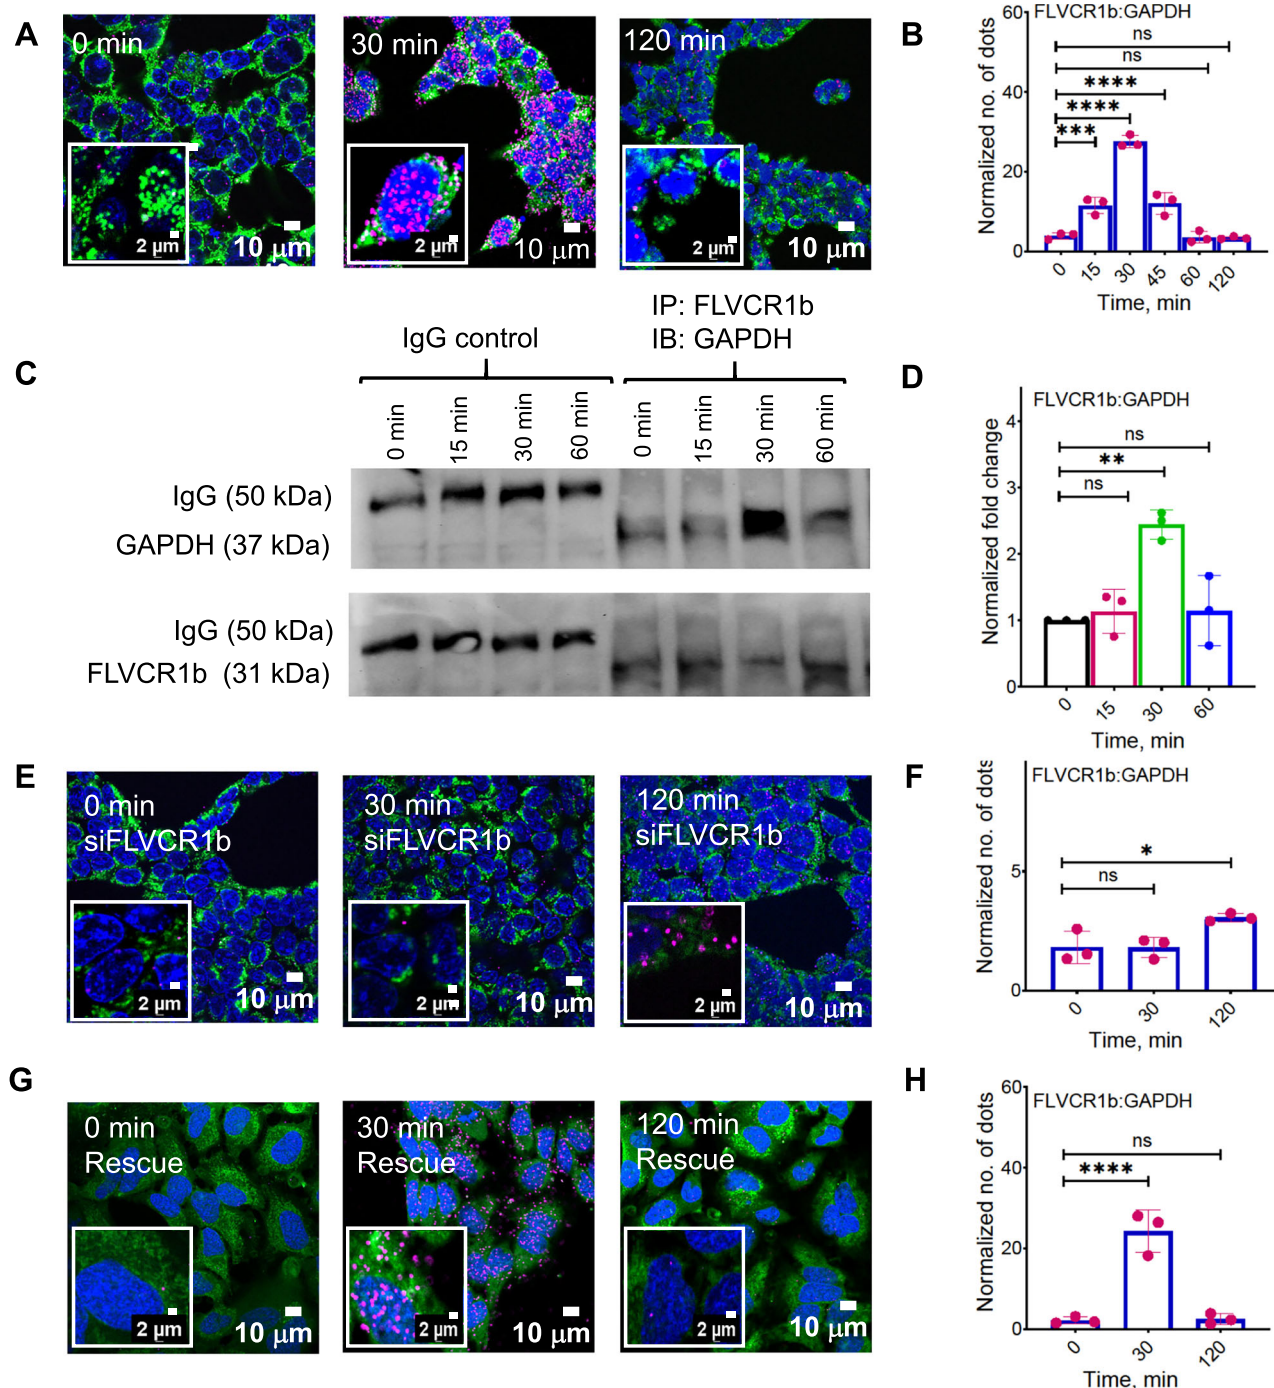 A
0 min
2 µm
10 µm
30 min
2 µm
10 µm
120 min
2 µm
10 µm
B
FLVCR1b:GAPDH
Normalized no. of dots
60
40
20
0
ns
ns
****
****
***
0
15
30
45
60
120
Time, min
C
IgG control
IP: FLVCR1b
IB: GAPDH
0 min
15 min
30 min
60 min
0 min
15 min
30 min
60 min
IgG (50 kDa)
GAPDH (37 kDa)
IgG (50 kDa)
FLVCR1b (31 kDa)
D
FLVCR1b:GAPDH
Normalized fold change
4
3
2
1
0
ns
**
ns
0
15
30
60
Time, min
E
0 min
siFLVCR1b
2 µm
10 µm
30 min
siFLVCR1b
2 µm
10 µm
120 min
siFLVCR1b
2 µm
10 µm
F
FLVCR1b:GAPDH
Normalized no. of dots
5
0
*
ns
0
30
120
Time, min
G
0 min
Rescue
2 µm
10 µm
30 min
Rescue
2 µm
10 µm
120 min
Rescue
2 µm
10 µm
H
FLVCR1b:GAPDH
Normalized no. of dots
60
40
20
0
ns
****
0
30
120
Time, min